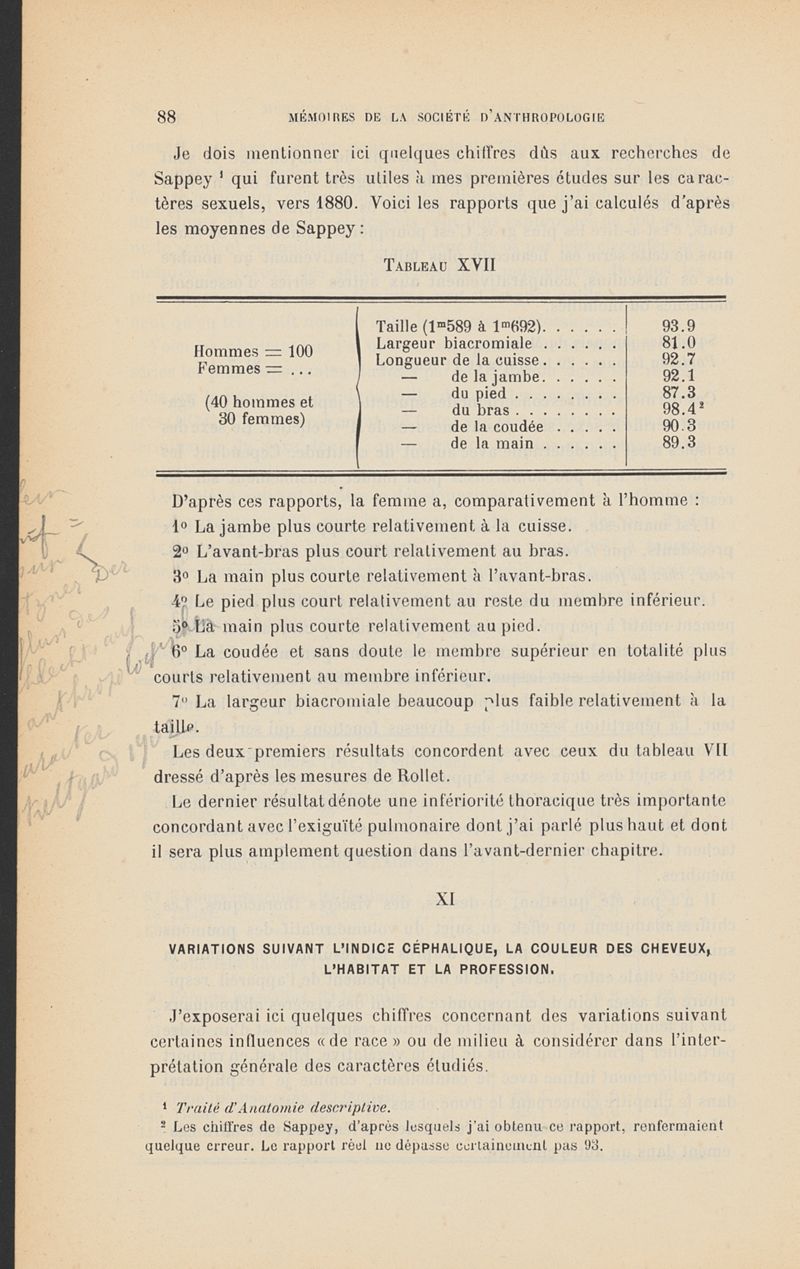 88
MÉMOIRES DE LA SOCIÉTÉ D'ANTHROPOLOGIE
Je dois mentionner ici quelques chiffres dûs aux recherches de
Sappey ¹ qui furent très utiles à mes premières études sur les carac-
tères sexuels, vers 1880. Voici les rapports que j'ai calculés d'après
les moyennes de Sappey :
TABLEAU XVII
Hommes = 100
Femmes = ...
(40 hommes et
30 femmes)
Taille (1m589 à 1m692). . . . . . 93.9
Largeur biacromiale . . . . . . 81.0
Longueur de la cuisse. . . . . . 92.7
— de la jambe. . . . . . 92.1
— du pied . . . . . . . . 87.3
— du bras . . . . . . . . 98.4²
— de la coudée . . . . . 90.3
— de la main . . . . . . 89.3
D'après ces rapports, la femme a, comparativement à l'homme :
1º La jambe plus courte relativement à la cuisse.
2º L'avant-bras plus court relativement au bras.
3º La main plus courte relativement à l'avant-bras.
4º Le pied plus court relativement au reste du membre inférieur.
5º La main plus courte relativement au pied.
6º La coudée et sans doute le membre supérieur en totalité plus
courts relativement au membre inférieur.
7º La largeur biacromiale beaucoup plus faible relativement à la
taille.
Les deux premiers résultats concordent avec ceux du tableau VII
dressé d'après les mesures de Rollet.
Le dernier résultat dénote une infériorité thoracique très importante
concordant avec l'exiguïté pulmonaire dont j'ai parlé plus haut et dont
il sera plus amplement question dans l'avant-dernier chapitre.
XI
VARIATIONS SUIVANT L'INDICE CÉPHALIQUE, LA COULEUR DES CHEVEUX,
L'HABITAT ET LA PROFESSION.
J'exposerai ici quelques chiffres concernant des variations suivant
certaines influences « de race » ou de milieu à considérer dans l'inter-
prétation générale des caractères étudiés.
¹ Traité d'Anatomie descriptive.
² Les chiffres de Sappey, d'après lesquels j'ai obtenu ce rapport, renfermaient
quelque erreur. Le rapport réel ne dépasse certainement pas 93.